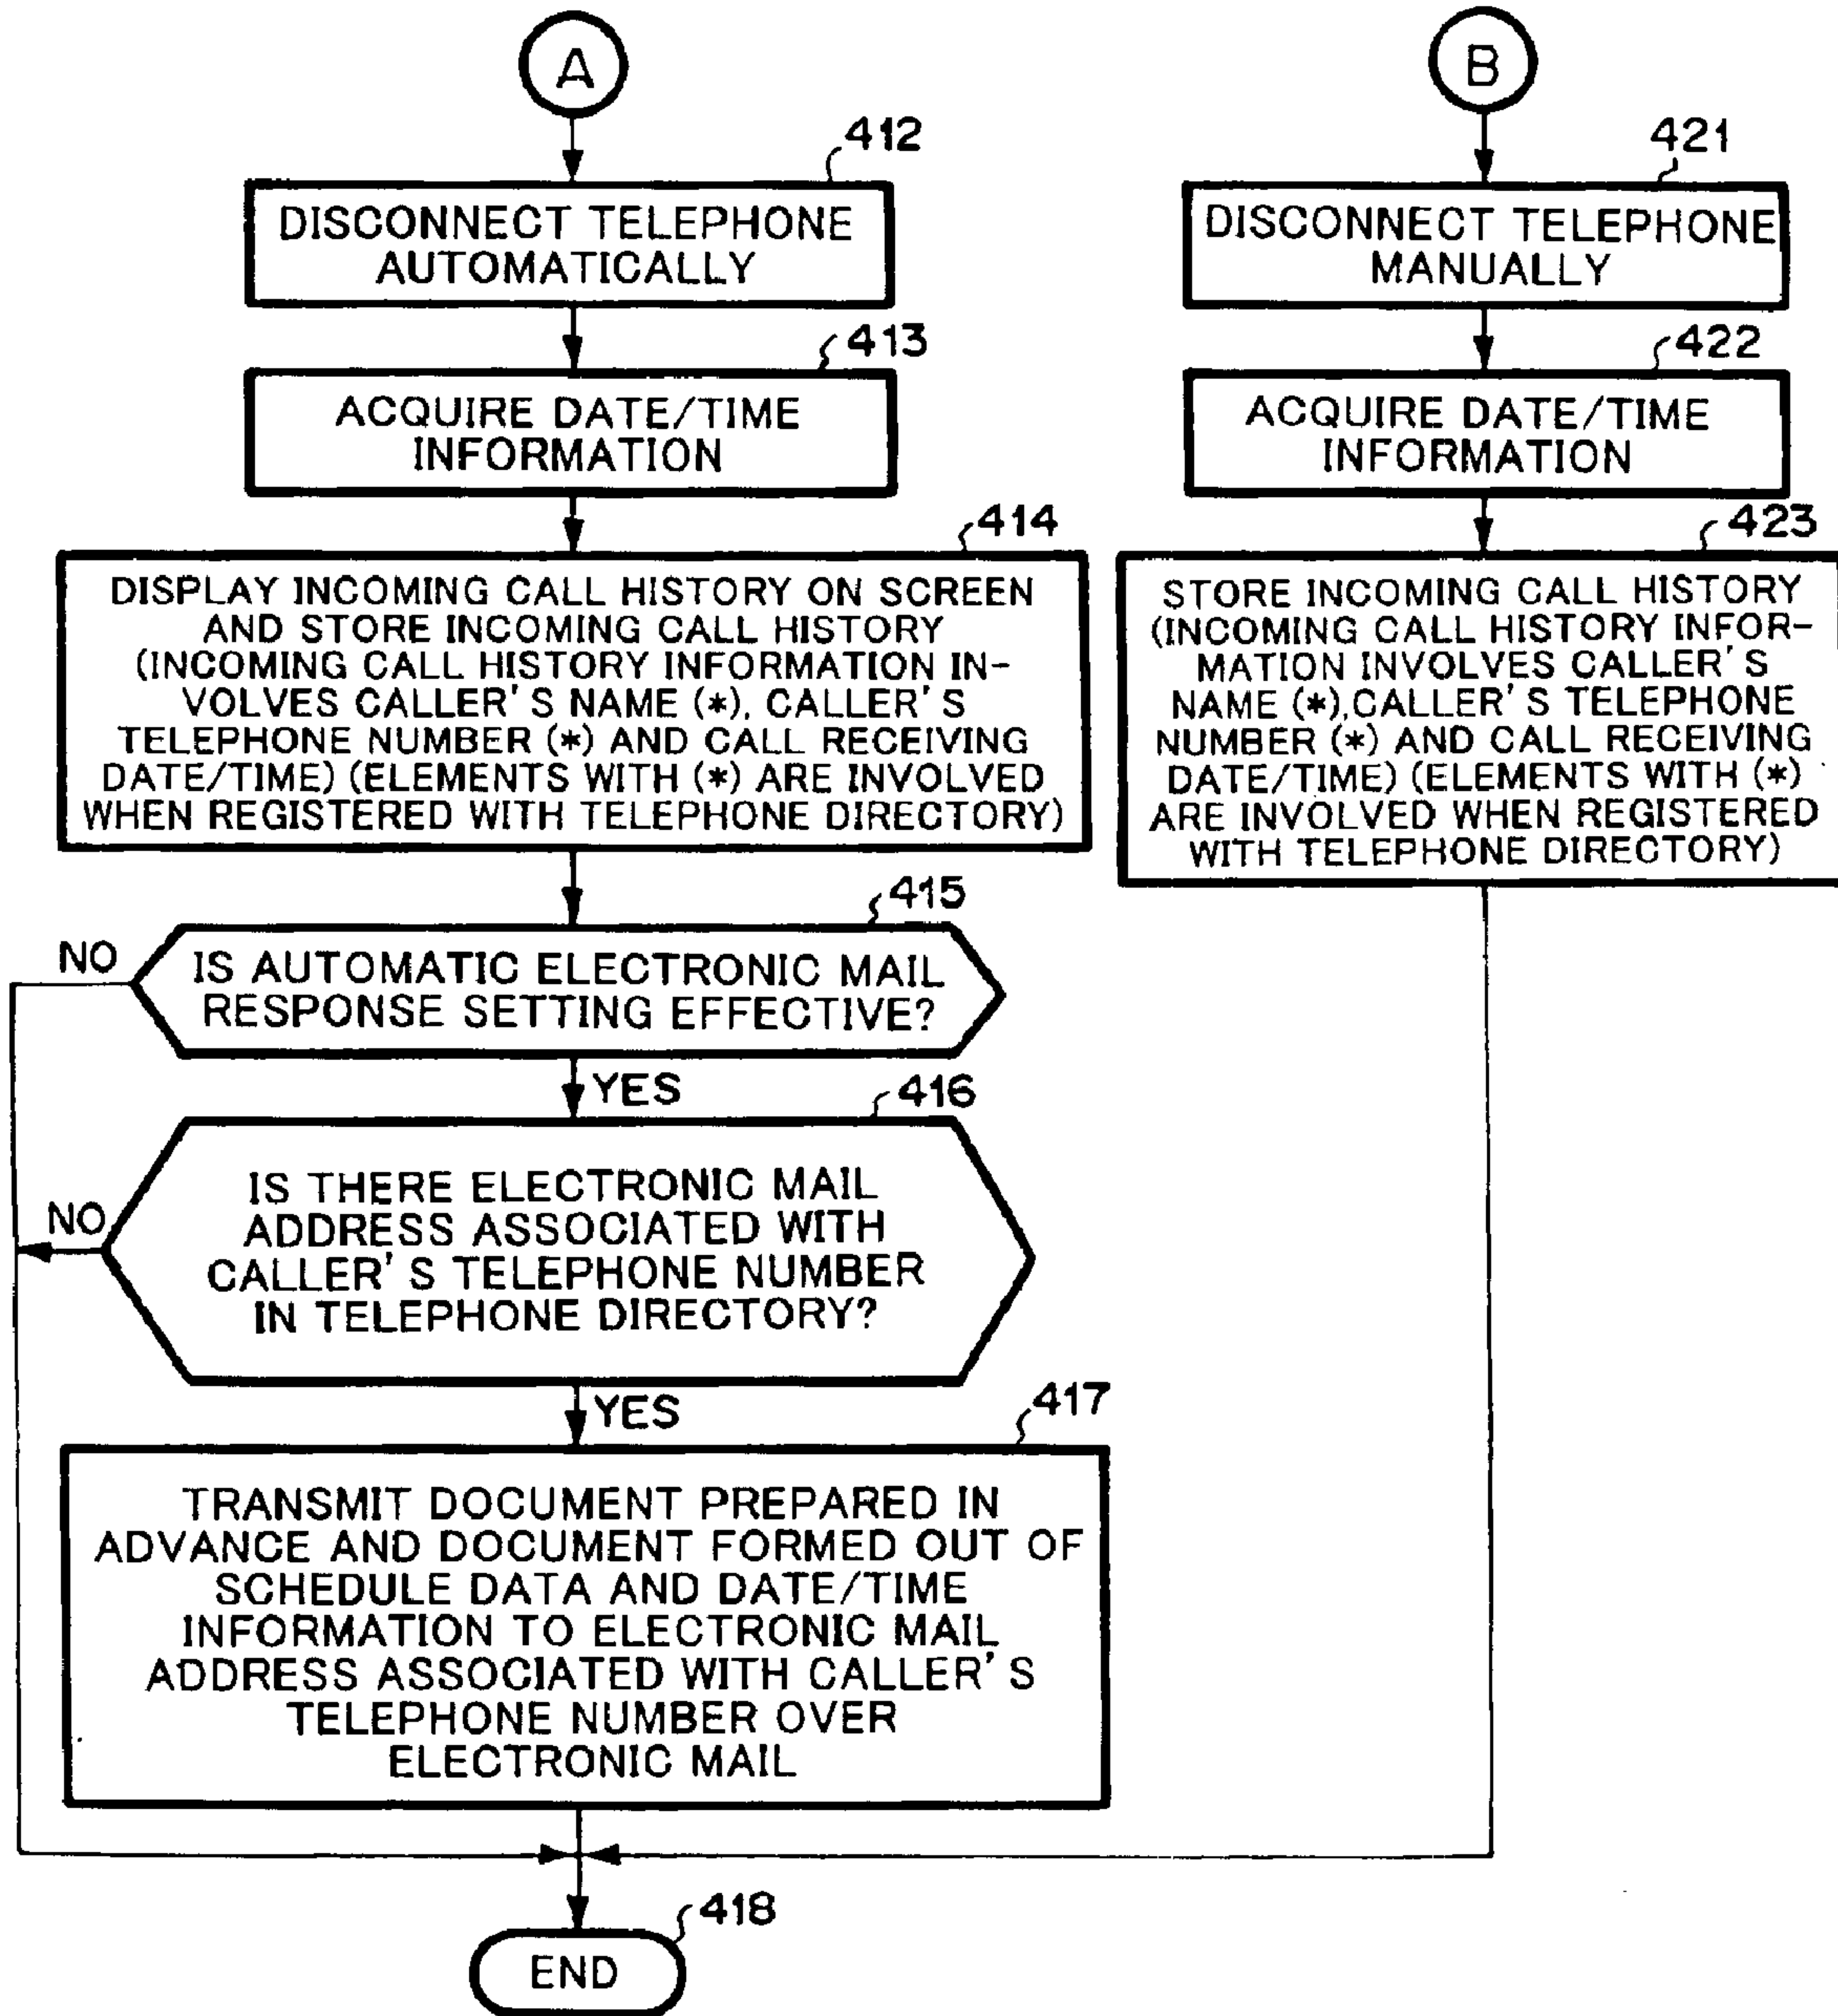 A
412
DISCONNECT TELEPHONE
AUTOMATICALLY
413
ACQUIRE DATE/TIME
INFORMATION
414
DISPLAY INCOMING CALL HISTORY ON SCREEN
AND STORE INCOMING CALL HISTORY
(INCOMING CALL HISTORY INFORMATION IN-
VOLVES CALLER'S NAME (*), CALLER'S
TELEPHONE NUMBER (*) AND CALL RECEIVING
DATE/TIME) (ELEMENTS WITH (*) ARE INVOLVED
WHEN REGISTERED WITH TELEPHONE DIRECTORY)
415
NO
IS AUTOMATIC ELECTRONIC MAIL
RESPONSE SETTING EFFECTIVE?
YES
416
NO
IS THERE ELECTRONIC MAIL
ADDRESS ASSOCIATED WITH
CALLER'S TELEPHONE NUMBER
IN TELEPHONE DIRECTORY?
YES
417
TRANSMIT DOCUMENT PREPARED IN
ADVANCE AND DOCUMENT FORMED OUT OF
SCHEDULE DATA AND DATE/TIME
INFORMATION TO ELECTRONIC MAIL
ADDRESS ASSOCIATED WITH CALLER'S
TELEPHONE NUMBER OVER
ELECTRONIC MAIL
418
END
B
421
DISCONNECT TELEPHONE
MANUALLY
422
ACQUIRE DATE/TIME
INFORMATION
423
STORE INCOMING CALL HISTORY
(INCOMING CALL HISTORY INFOR-
MATION INVOLVES CALLER'S
NAME (*),CALLER'S TELEPHONE
NUMBER (*) AND CALL RECEIVING
DATE/TIME) (ELEMENTS WITH (*)
ARE INVOLVED WHEN REGISTERED
WITH TELEPHONE DIRECTORY)